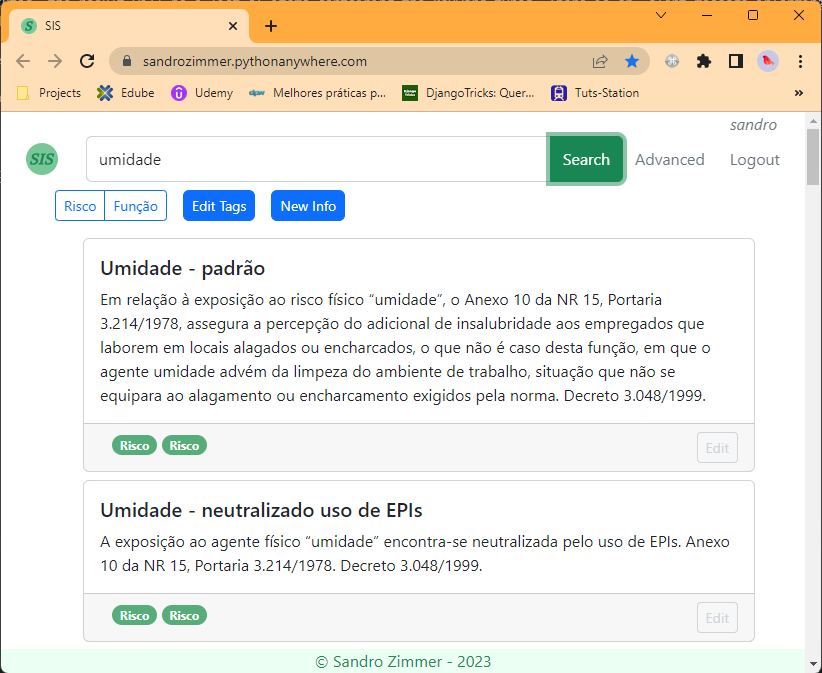 SIS
sandrozimmer.pythonanywhere.com
Projects Edube Udemy Melhores práticas p... DjangoTricks: Quer... Tuts-Station »
sandro
SIS umidade Search Advanced Logout
Risco Função Edit Tags New Info
Umidade - padrão
Em relação à exposição ao risco físico “umidade”, o Anexo 10 da NR 15, Portaria
3.214/1978, assegura a percepção do adicional de insalubridade aos empregados que
laborem em locais alagados ou encharcados, o que não é caso desta função, em que o
agente umidade advém da limpeza do ambiente de trabalho, situação que não se
equipara ao alagamento ou encharcamento exigidos pela norma. Decreto 3.048/1999.
Risco Risco Edit
Umidade - neutralizado uso de EPIs
A exposição ao agente físico “umidade” encontra-se neutralizada pelo uso de EPIs. Anexo
10 da NR 15, Portaria 3.214/1978. Decreto 3.048/1999.
Risco Risco Edit
© Sandro Zimmer - 2023